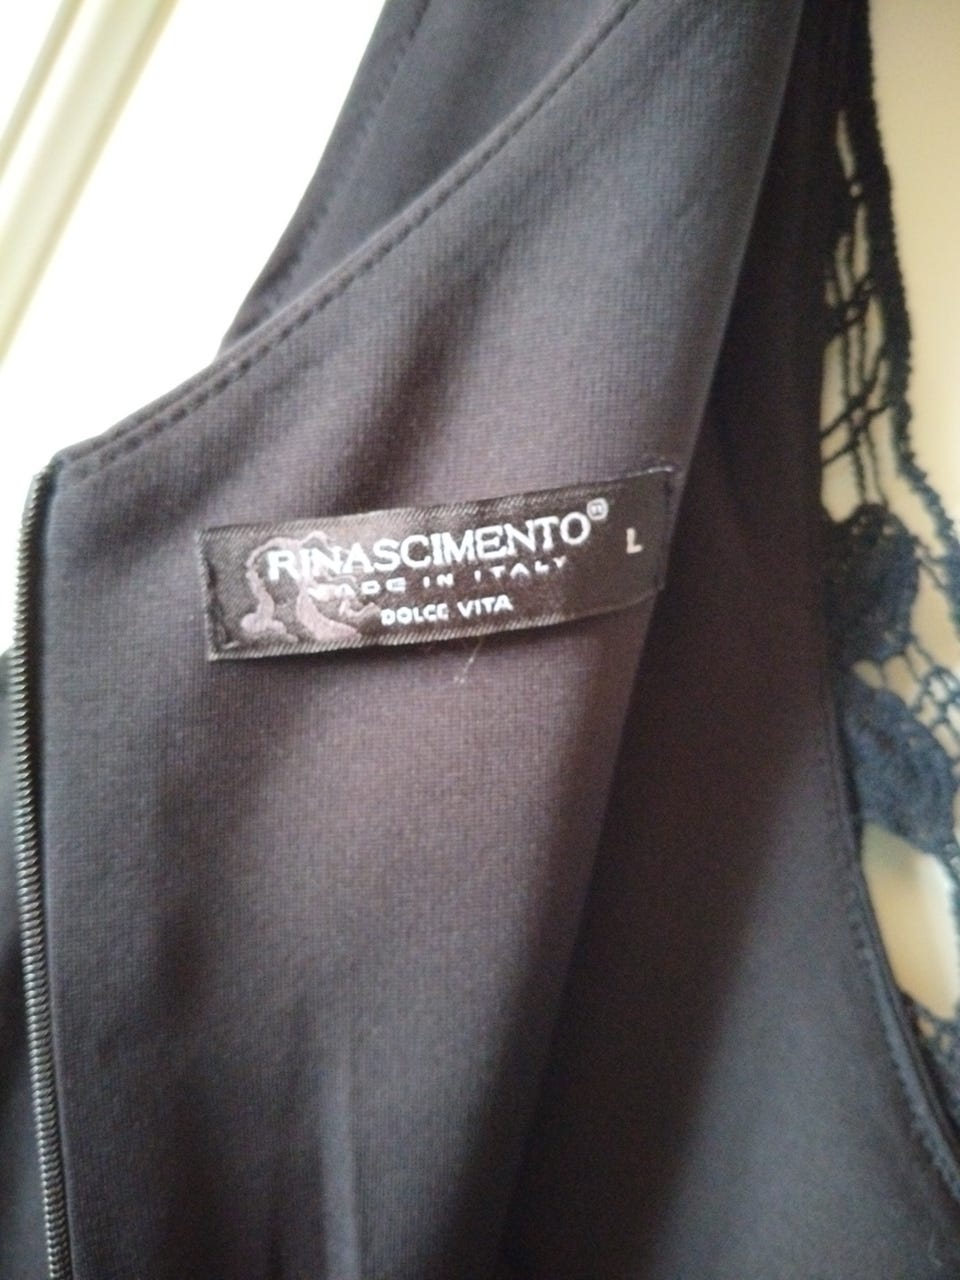 RINASCIMENTO®
MADE IN ITALY
DOLCE VITA
L